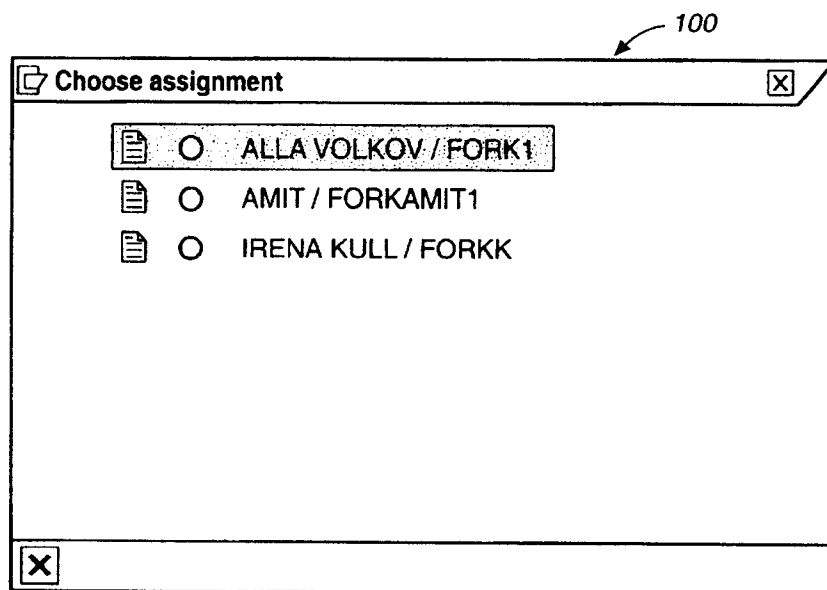 100
Choose assignment
ALLA VOLKOV / FORK1
AMIT / FORKAMIT1
IRENA KULL / FORKK